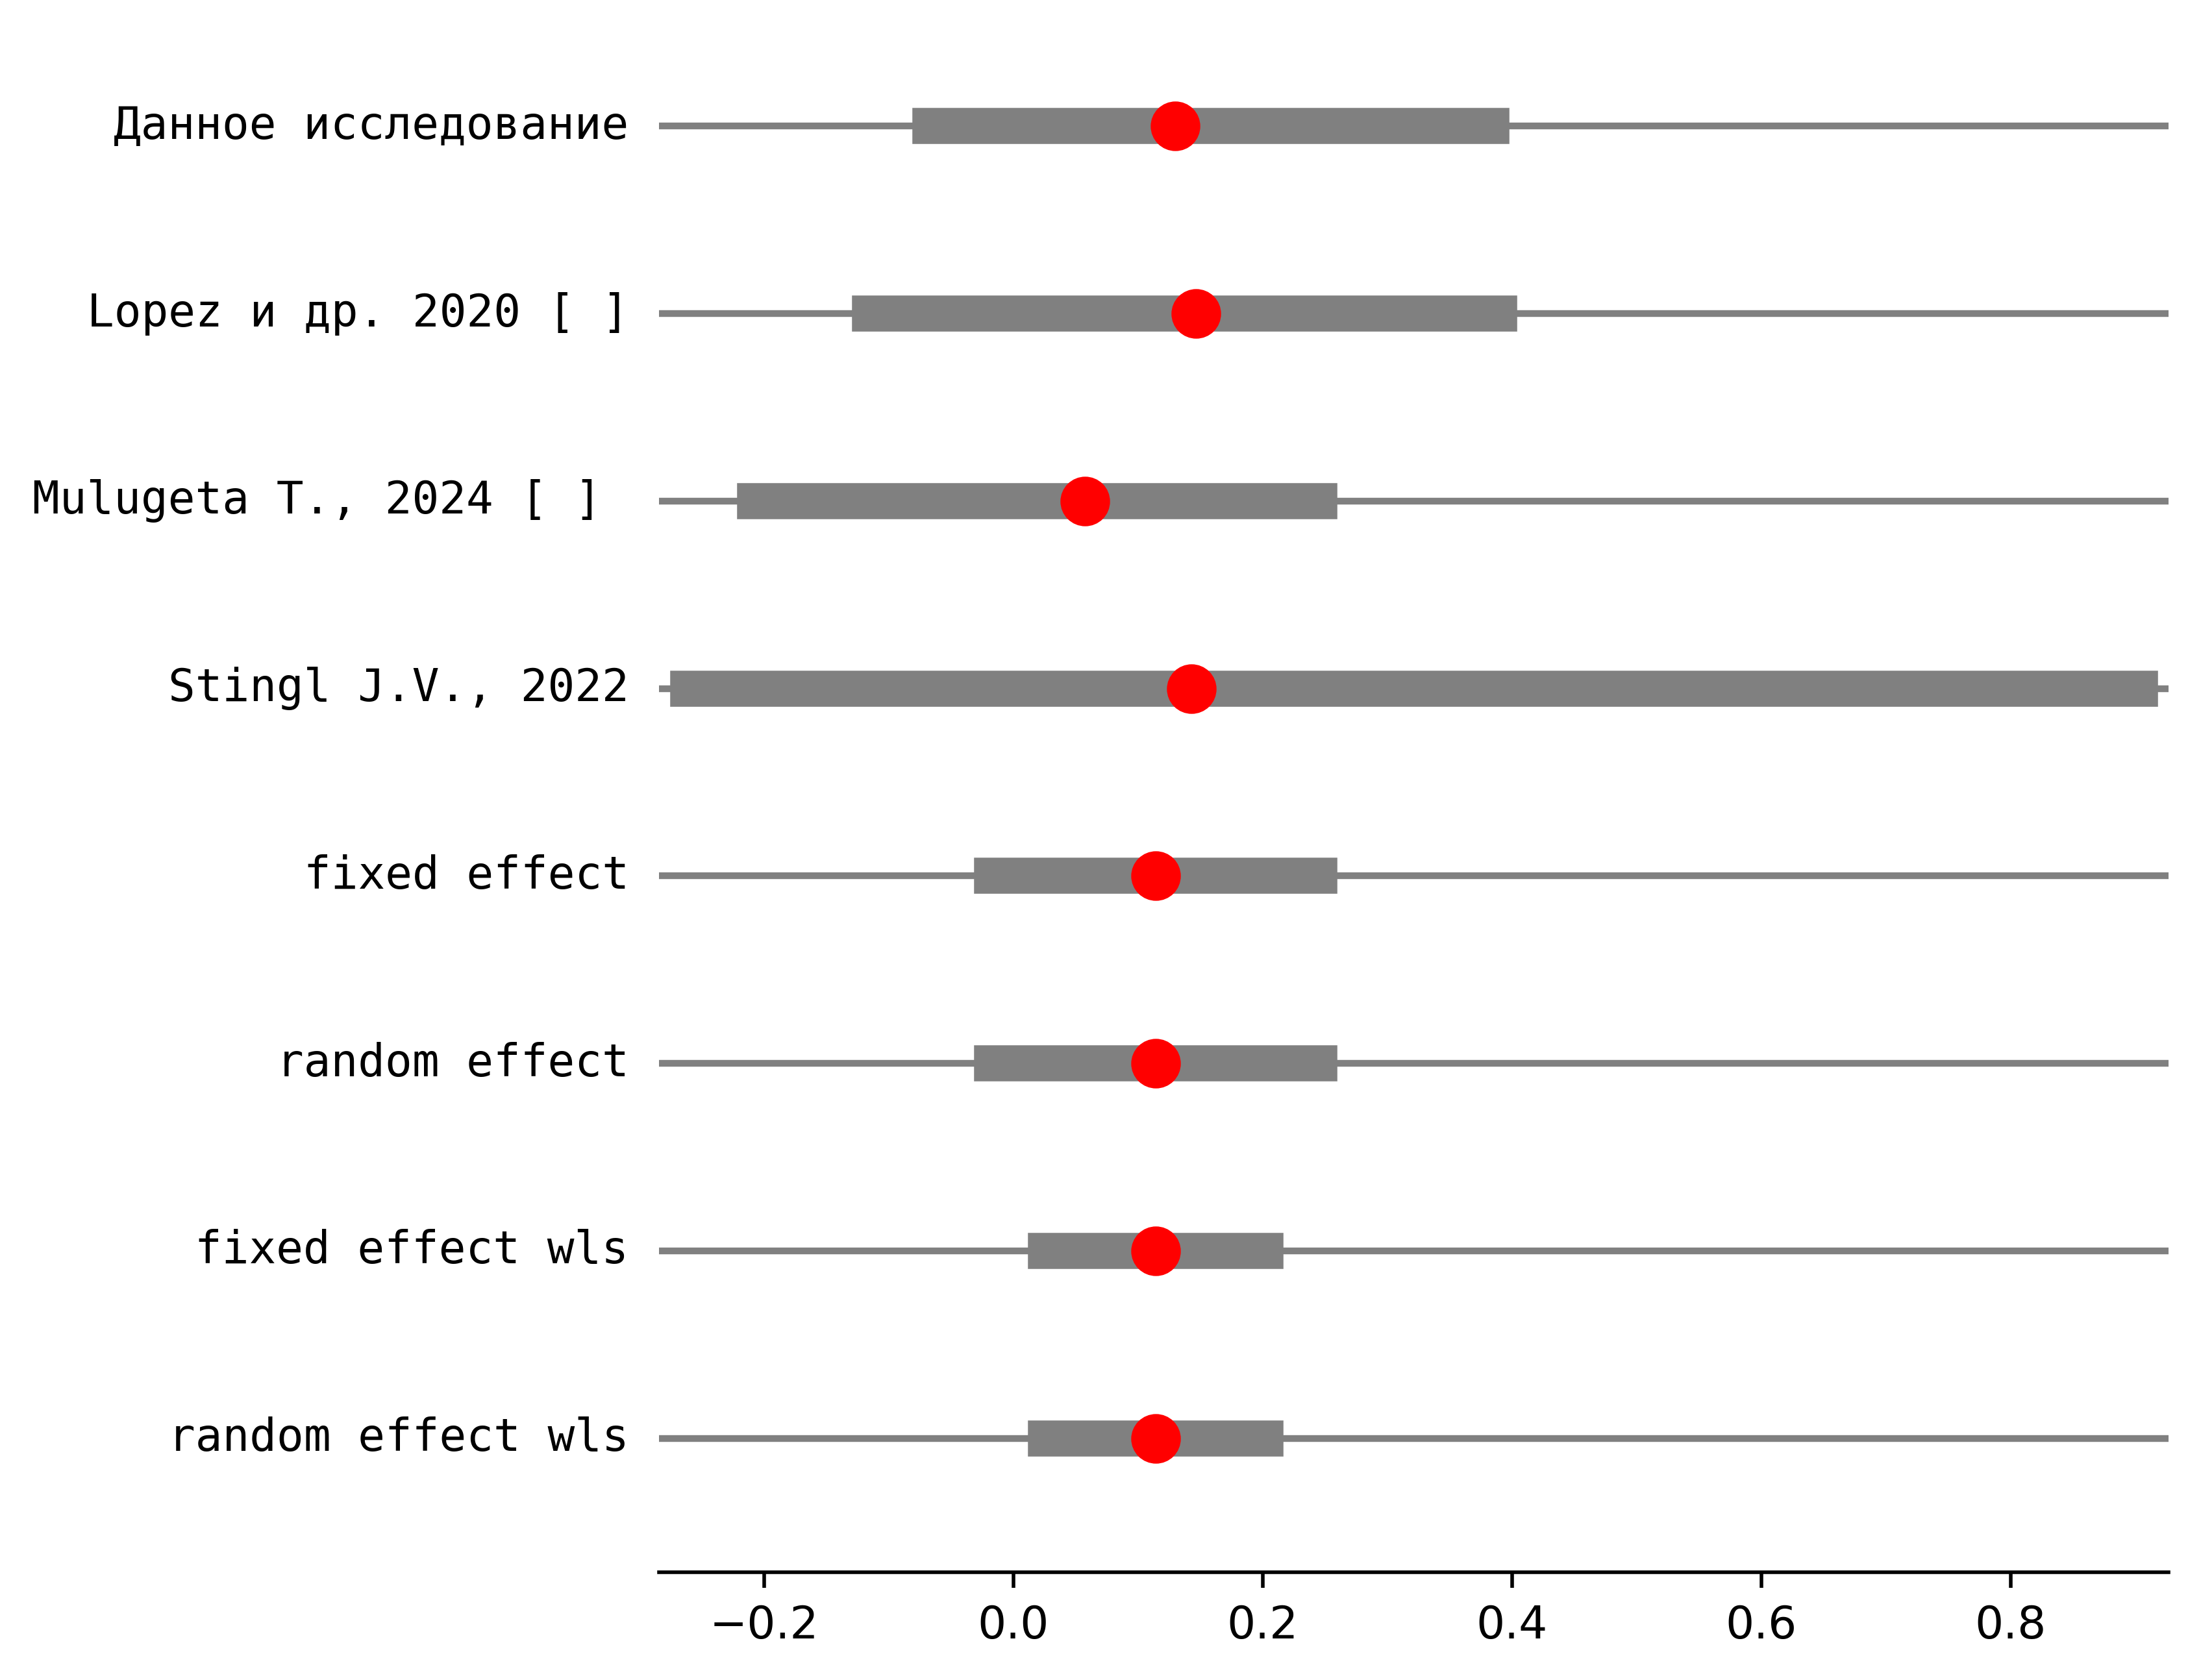 Данное исследование
Lopez и др. 2020 [ ]
Mulugeta T., 2024 [ ]
Stingl J.V., 2022
fixed effect
random effect
fixed effect wls
random effect wls
−0.2 0.0 0.2 0.4 0.6 0.8